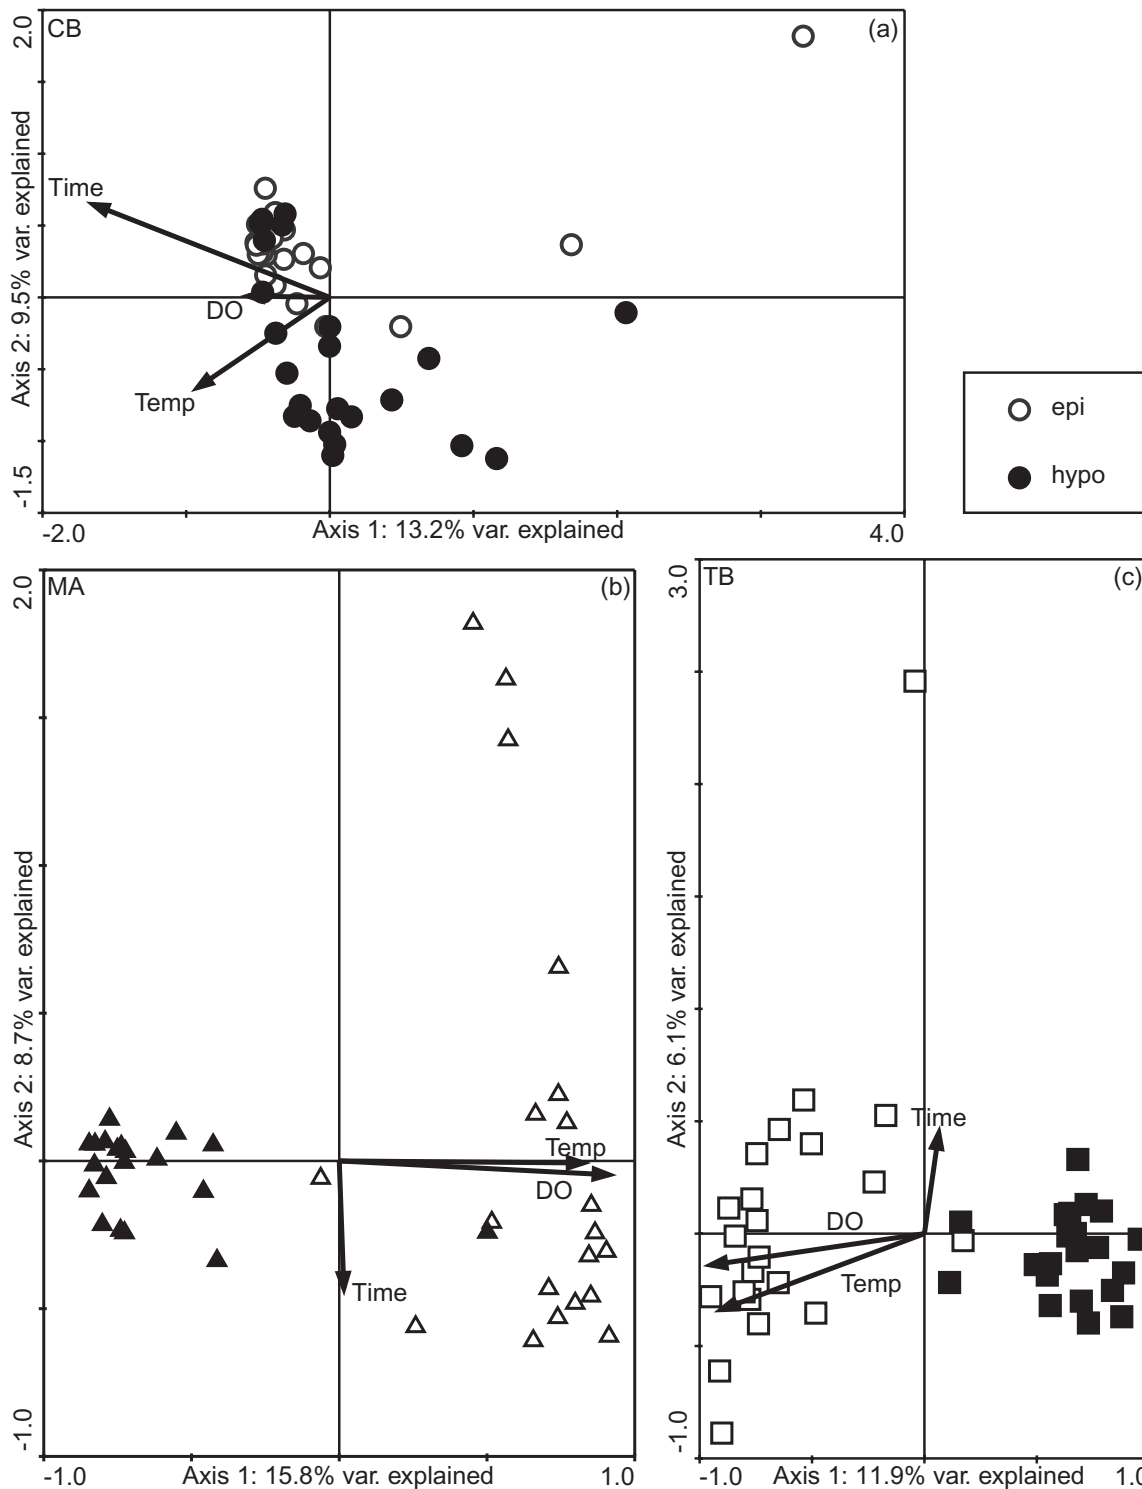 2.0
CB
(a)
Time
DO
Temp
Axis 2: 9.5% var. explained
-1.5
-2.0
Axis 1: 13.2% var. explained
4.0
epi
hypo
2.0
MA
(b)
Temp
DO
Time
Axis 2: 8.7% var. explained
-1.0
-1.0
Axis 1: 15.8% var. explained
1.0
3.0
TB
(c)
Time
DO
Temp
Axis 2: 6.1% var. explained
-1.0
-1.0
Axis 1: 11.9% var. explained
1.0